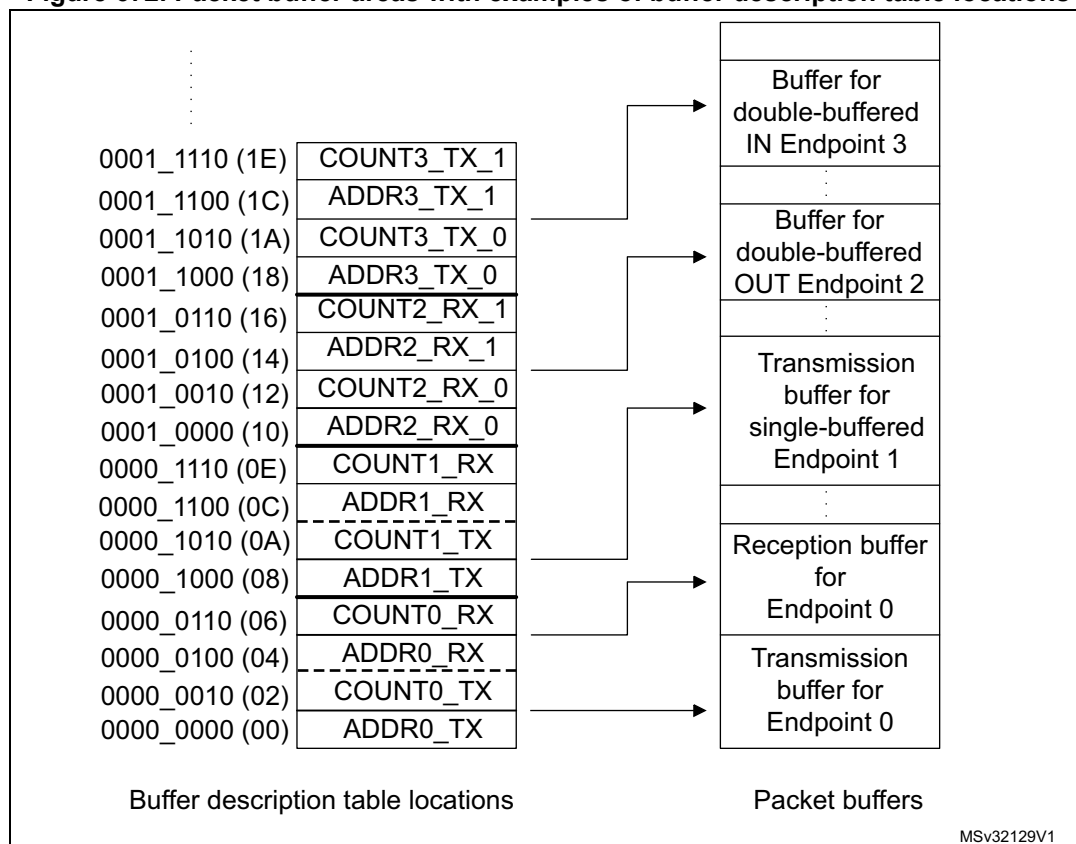 Packet buffer areas with examples of buffer description table locations
0001_1110 (1E) COUNT3_TX_1
0001_1100 (1C) ADDR3_TX_1
0001_1010 (1A) COUNT3_TX_0
0001_1000 (18) ADDR3_TX_0
0001_0110 (16) COUNT2_RX_1
0001_0100 (14) ADDR2_RX_1
0001_0010 (12) COUNT2_RX_0
0001_0000 (10) ADDR2_RX_0
0000_1110 (0E) COUNT1_RX
0000_1100 (0C) ADDR1_RX
0000_1010 (0A) COUNT1_TX
0000_1000 (08) ADDR1_TX
0000_0110 (06) COUNT0_RX
0000_0100 (04) ADDR0_RX
0000_0010 (02) COUNT0_TX
0000_0000 (00) ADDR0_TX
Buffer description table locations
Buffer for
double-buffered
IN Endpoint 3
Buffer for
double-buffered
OUT Endpoint 2
Transmission
buffer for
single-buffered
Endpoint 1
Reception buffer
for
Endpoint 0
Transmission
buffer for
Endpoint 0
Packet buffers
MSv32129V1